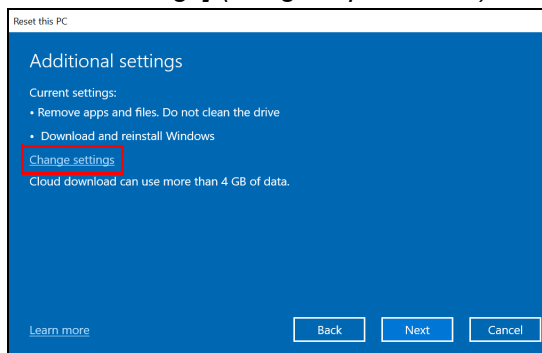 Reset this PC
Additional settings
Current settings:
• Remove apps and files. Do not clean the drive
• Download and reinstall Windows
Change settings
Cloud download can use more than 4 GB of data.
Learn more
Back
Next
Cancel